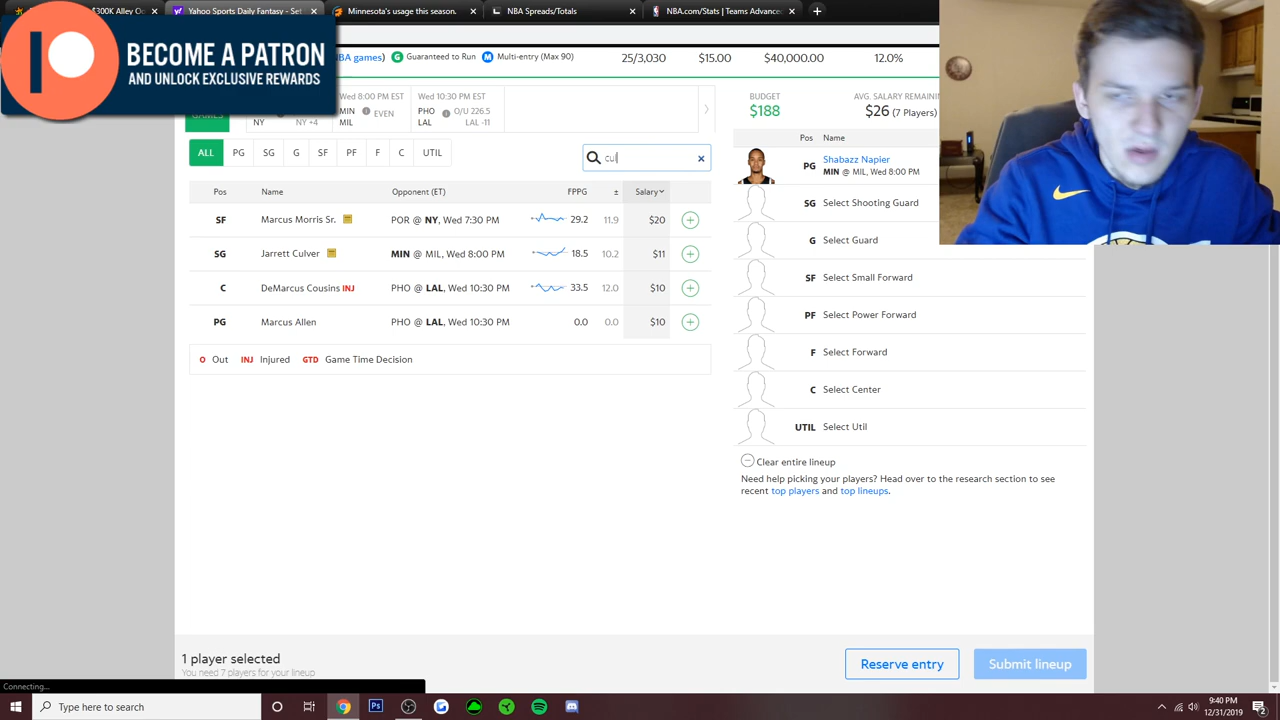 $300K Alley Oo
Minnesota's usage this season.
NBA Salary
NBA.com/Stats | Teams Advanced
BECOME A PATRON
AND UNLOCK EXCLUSIVE REWARDS
NBA games) G Guaranteed to Run M Multi-entry (Max 90) 25/3,030 $15.00 $40,000.00 12.0%
GAMES
NY NY +4
Wed 8:00 PM EST
MIN EVEN
MIL
Wed 10:30 PM EST
PHO O/U 226.5
LAL LAL -11
BUDGET
$188
AVG. SALARY REMAININ
$26 (7 Players)
ALL PG SG G SF PF F C UTIL
cul
Pos Name Opponent (ET) FPPG ± Salary
SF Marcus Morris Sr. POR @ NY, Wed 7:30 PM 29.2 11.9 $20
SG Jarrett Culver MIN @ MIL, Wed 8:00 PM 18.5 10.2 $11
C DeMarcus Cousins INJ PHO @ LAL, Wed 10:30 PM 33.5 12.0 $10
PG Marcus Allen PHO @ LAL, Wed 10:30 PM 0.0 0.0 $10
O Out INJ Injured GTD Game Time Decision
Pos Name
PG Shabazz Napier
MIN @ MIL, Wed 8:00 PM
SG Select Shooting Guard
G Select Guard
SF Select Small Forward
PF Select Power Forward
F Select Forward
C Select Center
UTIL Select Util
Clear entire lineup
Need help picking your players? Head over to the research section to see
recent top players and top lineups.
1 player selected
You need 7 players for your lineup
Reserve entry
Submit lineup
Connecting...
Type here to search
9:40 PM
12/31/2019
2